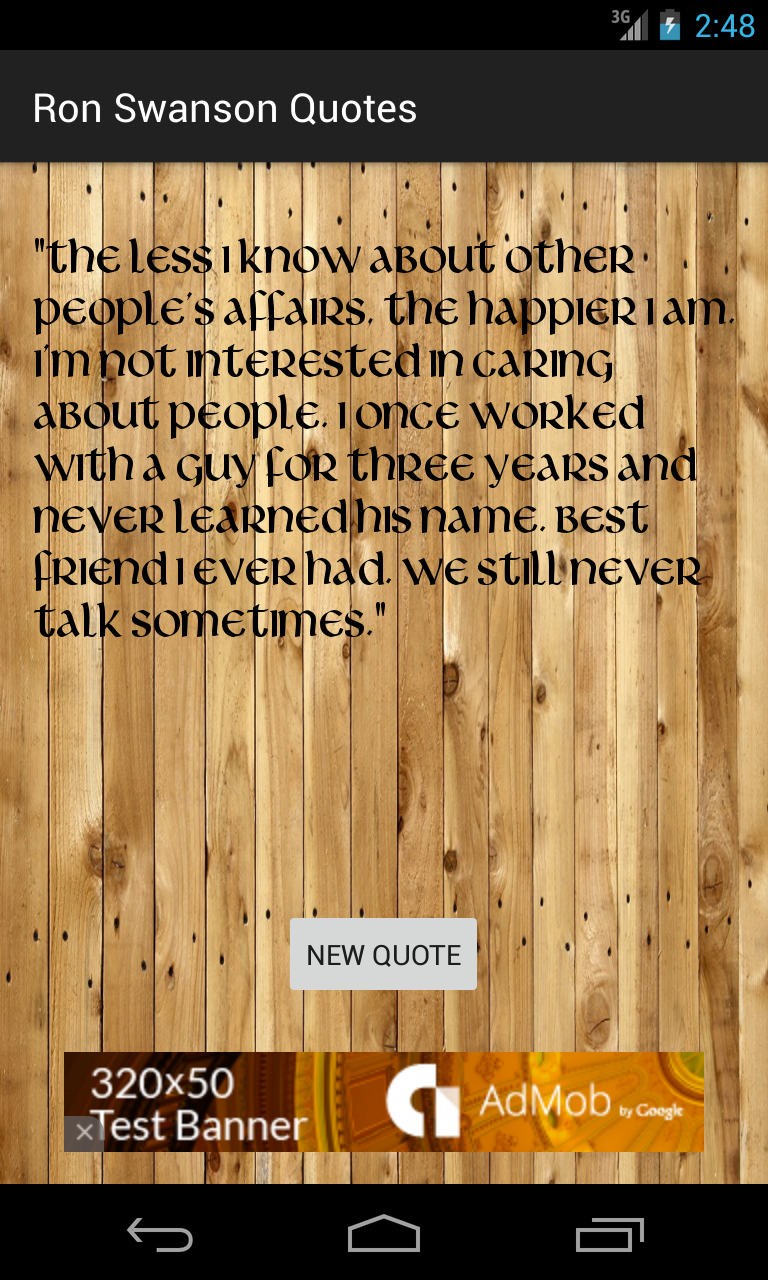 3G 2:48
Ron Swanson Quotes
"The less I know about other
people's affairs, the happier I am.
I'm not interested in caring
about people. I once worked
with a guy for three years and
never learned his name. Best
friend I ever had. We still never
talk sometimes."
NEW QUOTE
320×50
Test Banner
AdMob by Google